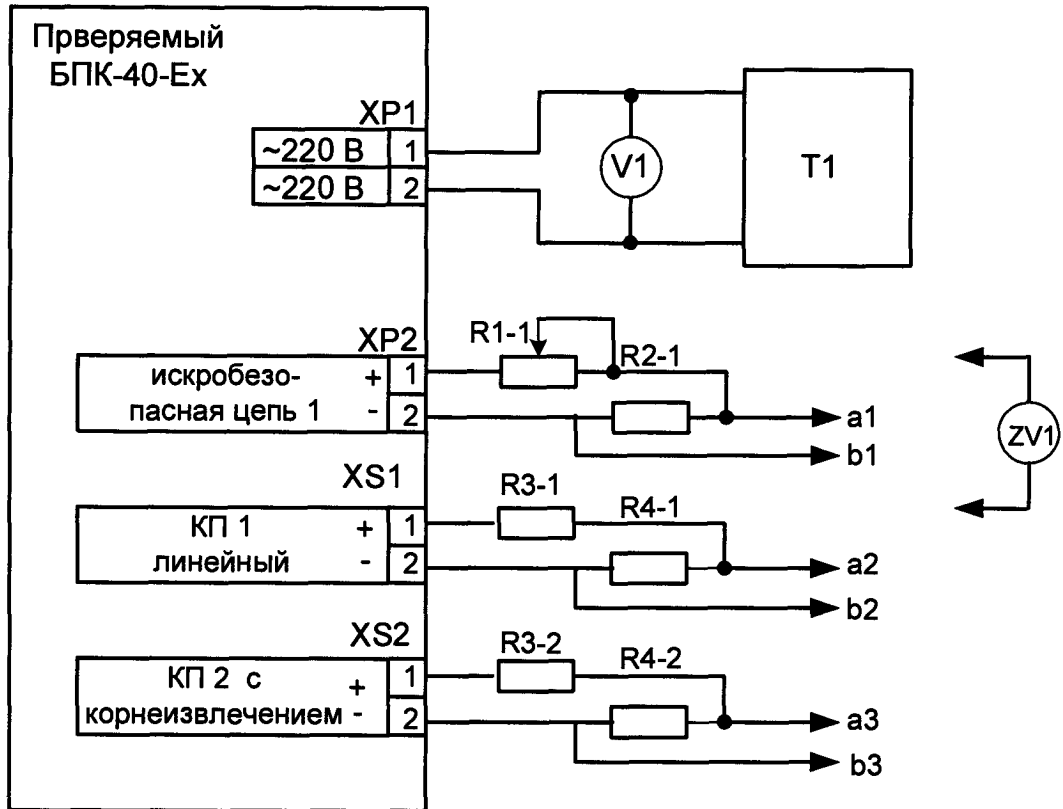 Прверяемый
БПК-40-Ex
XP1
~220 В 1
~220 В 2
V1
T1
XP2
искробезо- + 1
пасная цепь 1 - 2
R1-1
R2-1
a1
b1
ZV1
XS1
КП 1 + 1
линейный - 2
R3-1
R4-1
a2
b2
XS2
КП 2 с + 1
корнеизвлечением - 2
R3-2
R4-2
a3
b3